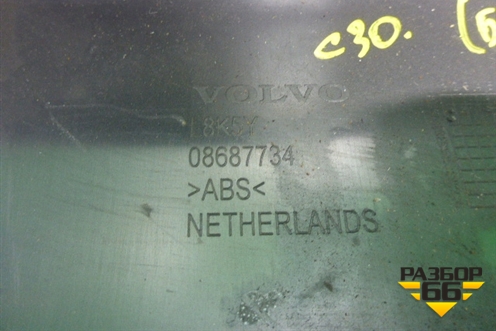 C30. (Б
VOLVO
08687734
>ABS<
NETHERLANDS
РАЗБОР
66